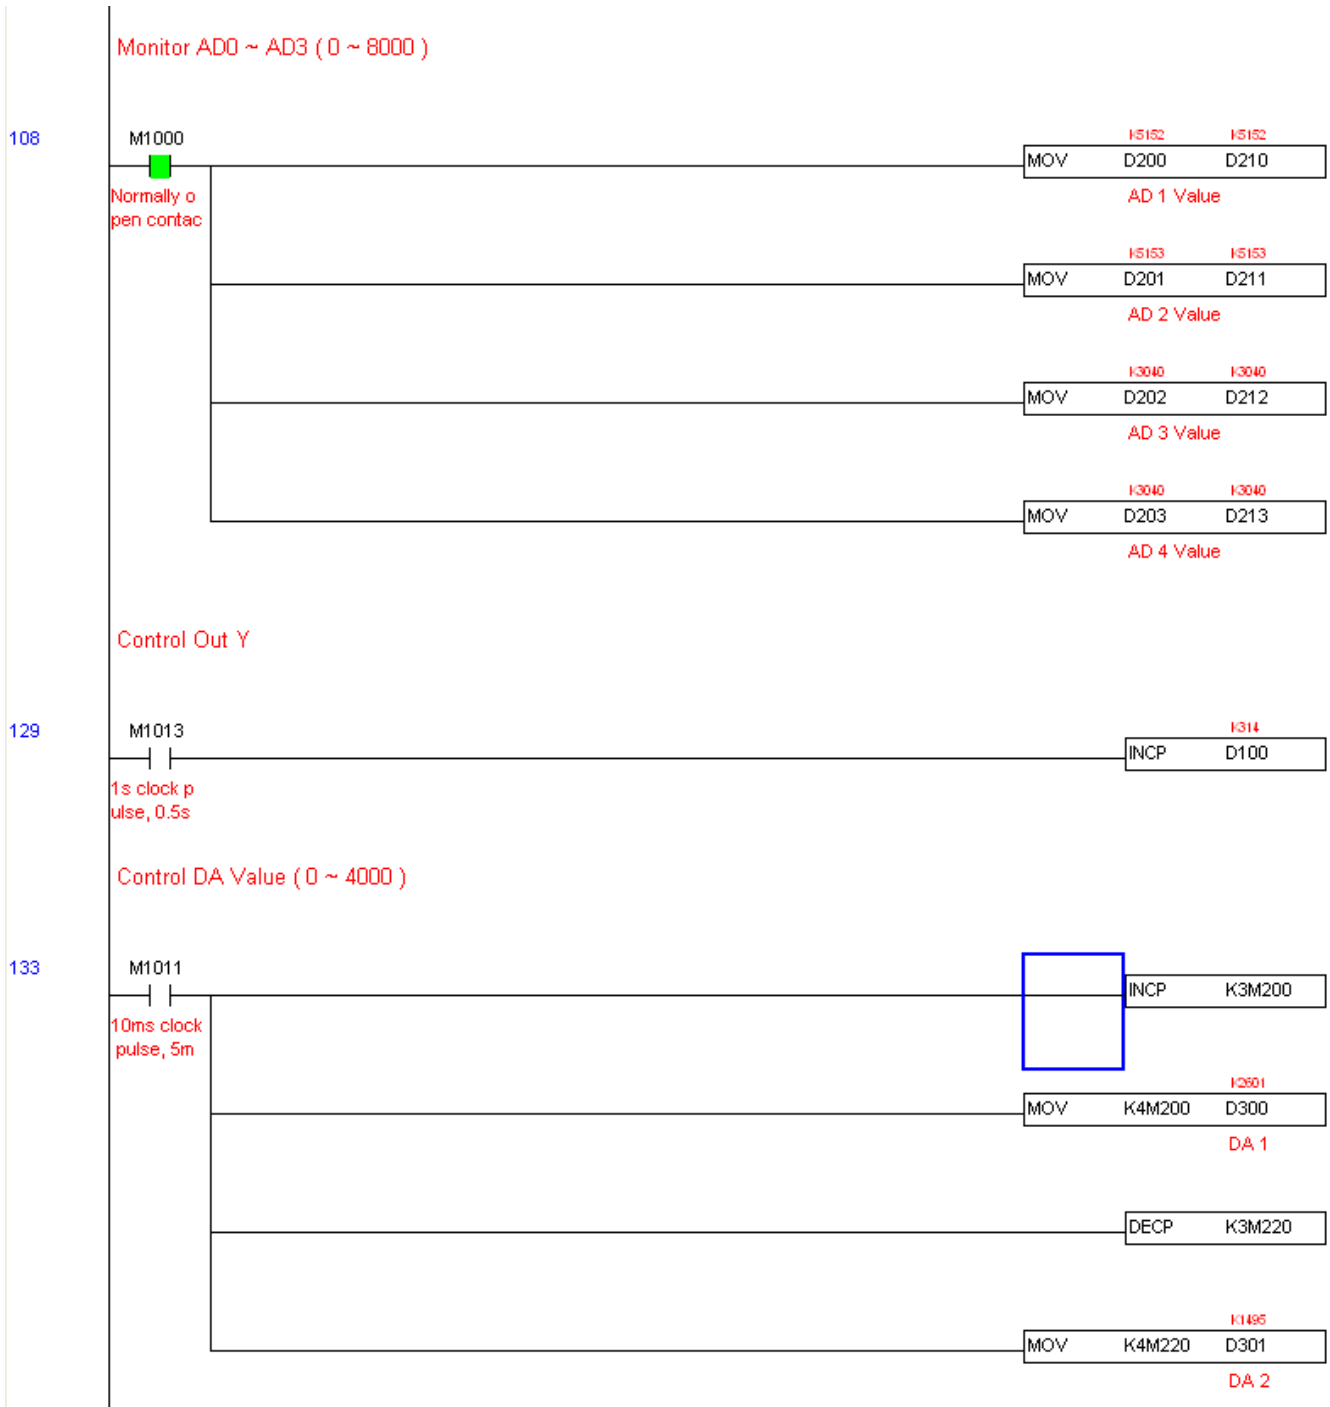 Monitor AD0 ~ AD3 ( 0 ~ 8000 )
108
M1000
Normally o
pen contac
K5152 K5152
MOV D200 D210
AD 1 Value
K5153 K5153
MOV D201 D211
AD 2 Value
K3040 K3040
MOV D202 D212
AD 3 Value
K3040 K3040
MOV D203 D213
AD 4 Value
Control Out Y
129
M1013
1s clock p
ulse, 0.5s
K314
INCP D100
Control DA Value ( 0 ~ 4000 )
133
M1011
10ms clock
pulse, 5m
INCP K3M200
K2601
MOV K4M200 D300
DA 1
DECP K3M220
K1495
MOV K4M220 D301
DA 2